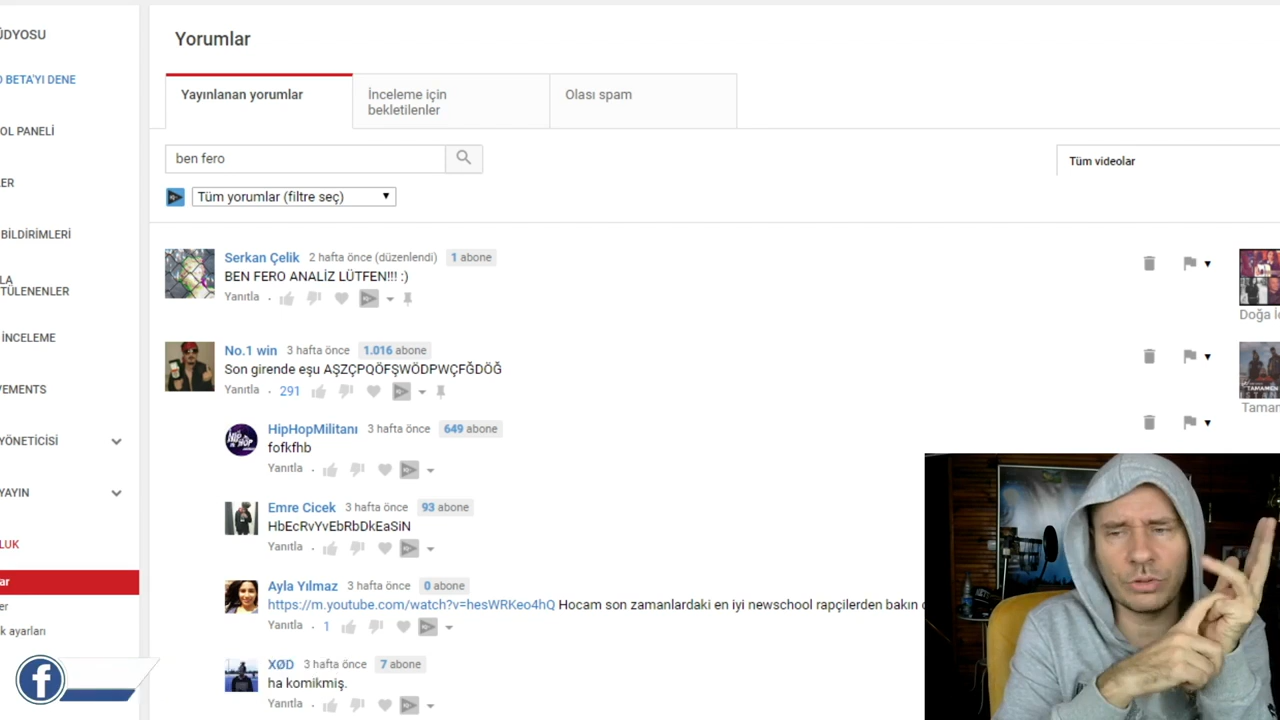 ÜDYOSU
O BETA'YI DENE
OL PANELİ
ER
BİLDİRİMLERİ
LA
TÜLENENLER
İNCELEME
VEMENTS
YÖNETİCİSİ
YAYIN
LUK
ar
er
k ayarları
f
Yorumlar
Yayınlanan yorumlar
İnceleme için
bekletilenler
Olası spam
ben fero
Tüm videolar
Tüm yorumlar (filtre seç)
Serkan Çelik 2 hafta önce (düzenlendi) 1 abone
BEN FERO ANALİZ LÜTFEN!!! :)
Yanıtla
Doğa İç
No.1 win 3 hafta önce 1.016 abone
Son girende eşu AŞZÇPQÖFŞWÖDPWÇFĞDÖĞ
Yanıtla 291
TAMAMEN
Tamam
HipHopMilitanı 3 hafta önce 649 abone
fofkfhb
Yanıtla
Emre Cicek 3 hafta önce 93 abone
HbEcRvYvEbRbDkEaSiN
Yanıtla
Ayla Yılmaz 3 hafta önce 0 abone
https://m.youtube.com/watch?v=hesWRKeo4hQ Hocam son zamanlardaki en iyi newschool rapçilerden bakın
Yanıtla 1
XØD 3 hafta önce 7 abone
ha komikmiş.
Yanıtla